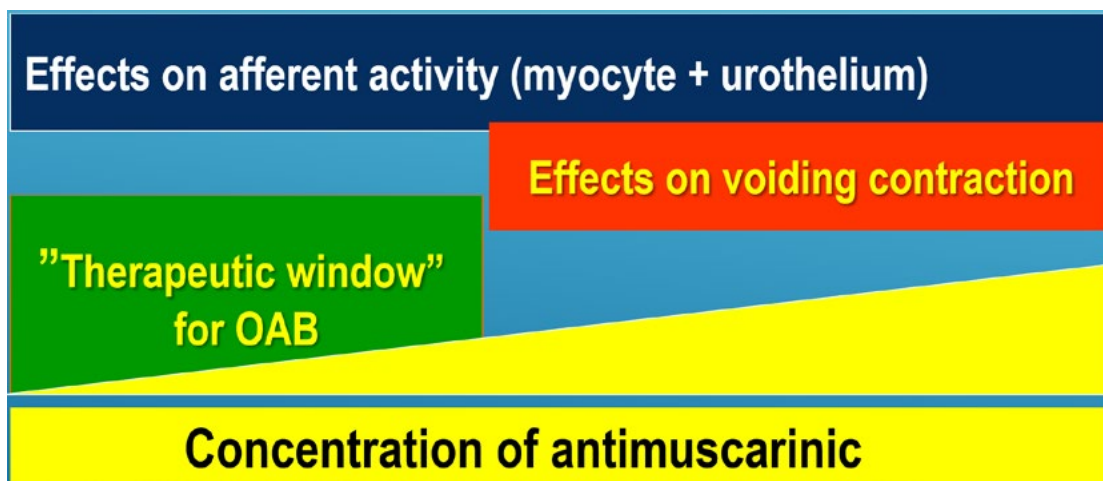 Effects on afferent activity (myocyte + urothelium)
Effects on voiding contraction
”Therapeutic window”
for OAB
Concentration of antimuscarinic